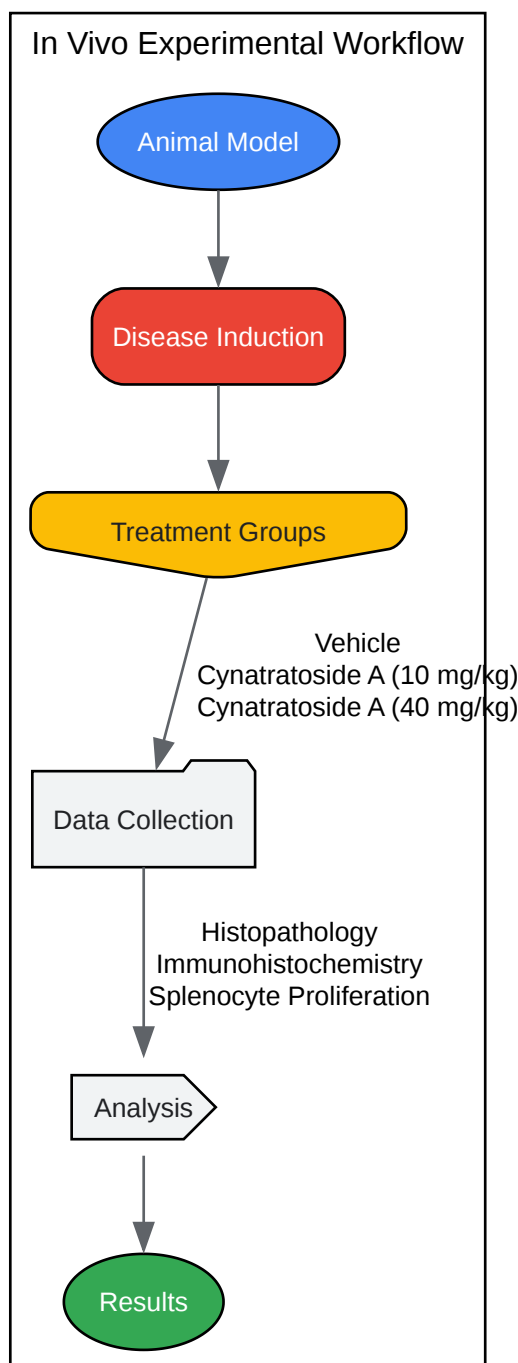 In Vivo Experimental Workflow
Animal Model
Disease Induction
Treatment Groups
Vehicle
Cynatratoside A (10 mg/kg)
Cynatratoside A (40 mg/kg)
Data Collection
Histopathology
Immunohistochemistry
Splenocyte Proliferation
Analysis
Results